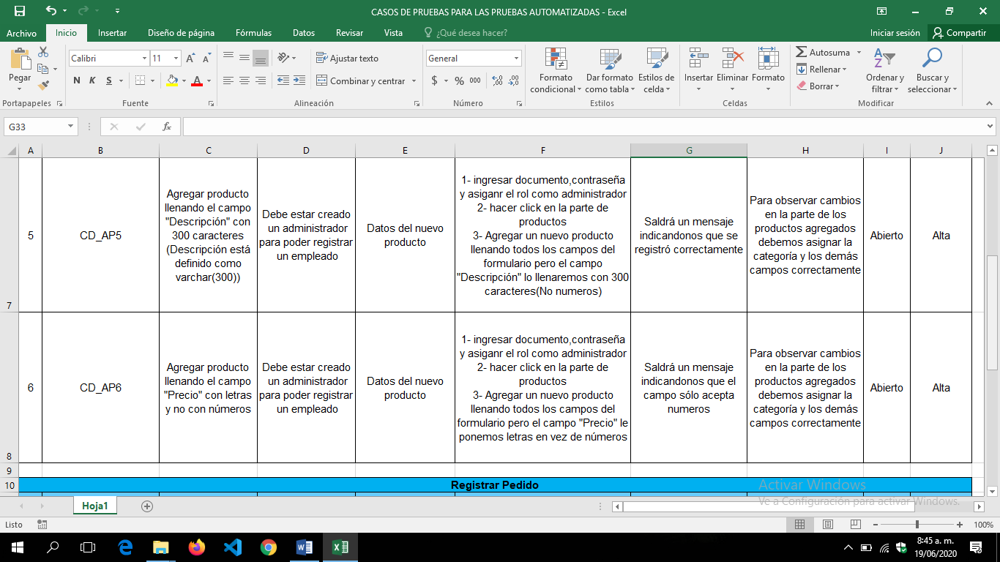 CASOS DE PRUEBAS PARA LAS PRUEBAS AUTOMATIZADAS - Excel
Archivo Inicio Insertar Diseño de página Fórmulas Datos Revisar Vista ¿Qué desea hacer? Iniciar sesión Compartir
Pegar
Portapapeles
Calibri 11
N K S
Fuente
Ajustar texto
Combinar y centrar
Alineación
General
$ % 000
Número
Formato
condicional
Dar formato
como tabla
Estilos de
celda
Estilos
Insertar Eliminar Formato
Celdas
Autosuma
Rellenar
Borrar
Ordenar y
filtrar
Buscar y
seleccionar
Modificar
G33 fx
A B C D E F G H I J
7
5
CD_AP5
Agregar producto
llenando el campo
"Descripción" con
300 caracteres
(Descripción está
definido como
varchar(300))
Debe estar creado
un administrador
para poder registrar
un empleado
Datos del nuevo
producto
1- ingresar documento,contraseña
y asiganr el rol como administrador
2- hacer click en la parte de
productos
3- Agregar un nuevo producto
llenando todos los campos del
formulario pero el campo
"Descripción" lo llenaremos con 300
caracteres(No numeros)
Saldrá un mensaje
indicandonos que se
registró correctamente
Para observar cambios
en la parte de los
productos agregados
debemos asignar la
categoría y los demás
campos correctamente
Abierto
Alta
8
6
CD_AP6
Agregar producto
llenando el campo
"Precio" con letras
y no con números
Debe estar creado
un administrador
para poder registrar
un empleado
Datos del nuevo
producto
1- ingresar documento,contraseña
y asiganr el rol como administrador
2- hacer click en la parte de
productos
3- Agregar un nuevo producto
llenando todos los campos del
formulario pero el campo "Precio" le
ponemos letras en vez de números
Saldrá un mensaje
indicandonos que el
campo sólo acepta
numeros
Para observar cambios
en la parte de los
productos agregados
debemos asignar la
categoría y los demás
campos correctamente
Abierto
Alta
9
10 Registrar Pedido
Activar Windows
Ve a Configuración para activar Windows.
Hoja1
Listo 100%
8:45 a. m.
19/06/2020